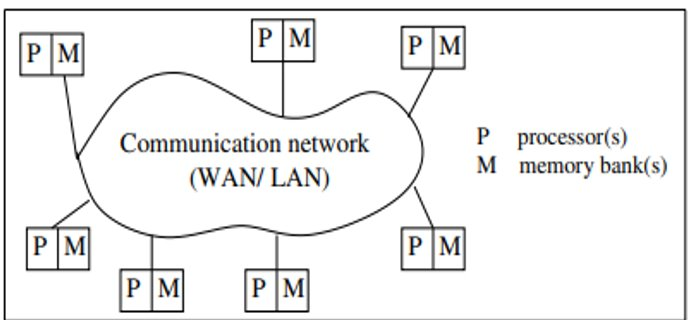 P M
P M
P M
Communication network
(WAN/ LAN)
P processor(s)
M memory bank(s)
P M
P M
P M
P M